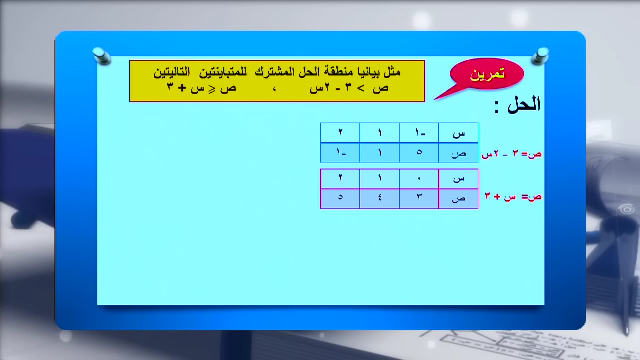 تمرين
مثل بيانيا منطقة الحل المشترك للمتباينتين التاليتين
ص > ٣ - ٢س ، ص ⩾ س + ٣
الحل :
س -١ ١ ٢
ص= ٣ - ٢س ص ٥ ١ -١
س ٠ ١ ٢
ص= س + ٣ ص ٣ ٤ ٥